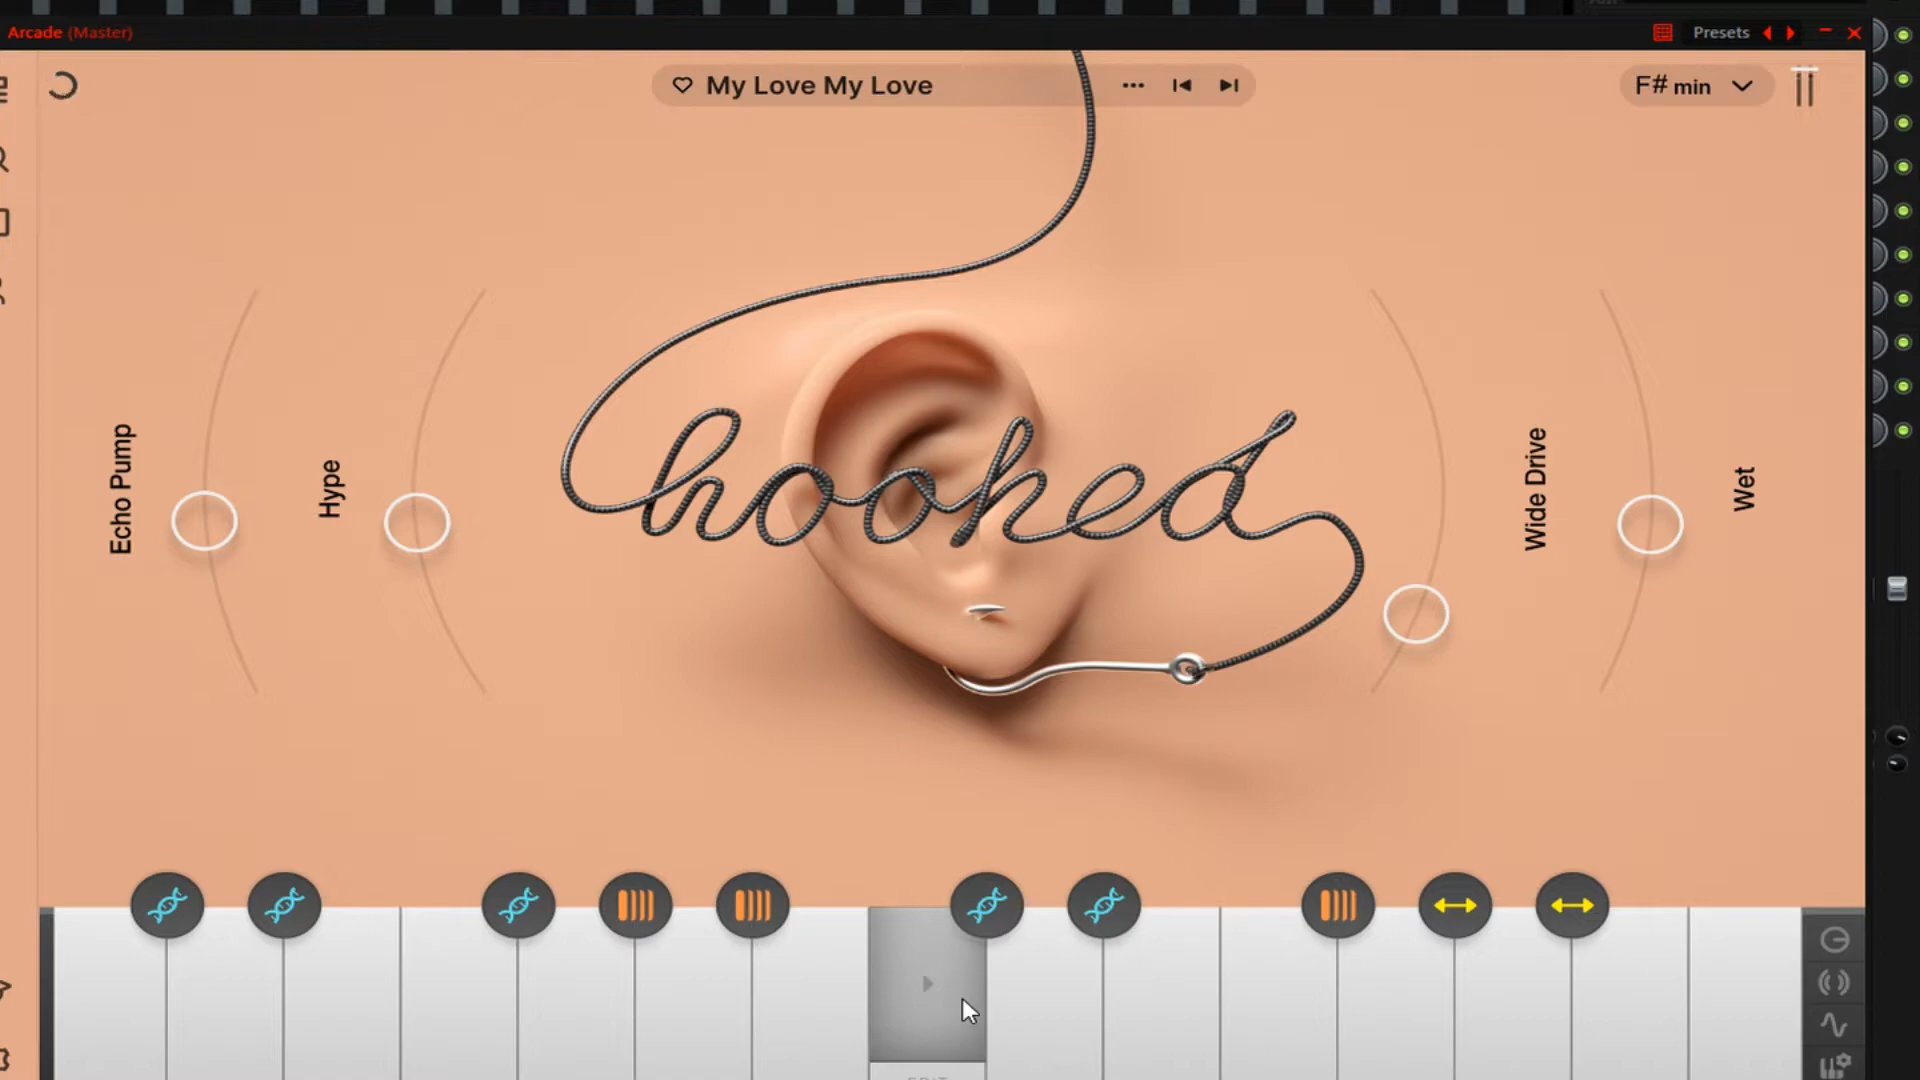 Arcade (Master)
Presets
My Love My Love
F# min
Echo Pump
Hype
hooked
Wide Drive
Wet